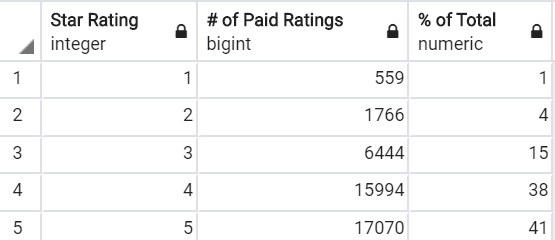 Star Rating # of Paid Ratings % of Total
integer bigint numeric
1 1 559 1
2 2 1766 4
3 3 6444 15
4 4 15994 38
5 5 17070 41